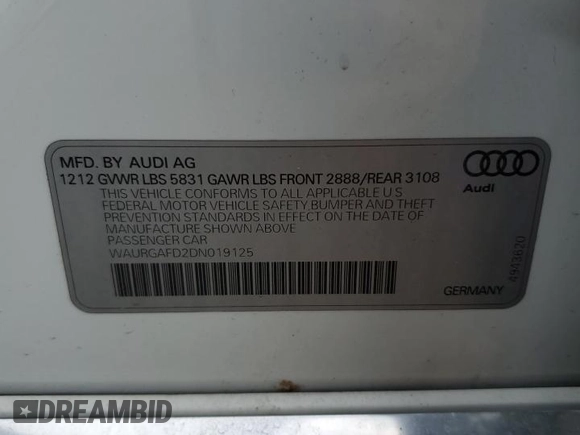 MFD. BY AUDI AG
1212 GVWR LBS 5831 GAWR LBS FRONT 2888/REAR 3108
THIS VEHICLE CONFORMS TO ALL APPLICABLE U S
FEDERAL MOTOR VEHICLE SAFETY, BUMPER AND THEFT
PREVENTION STANDARDS IN EFFECT ON THE DATE OF
MANUFACTURE SHOWN ABOVE.
PASSENGER CAR
WAURGAFD2DN019125
Audi
4943620
GERMANY
DREAMBID